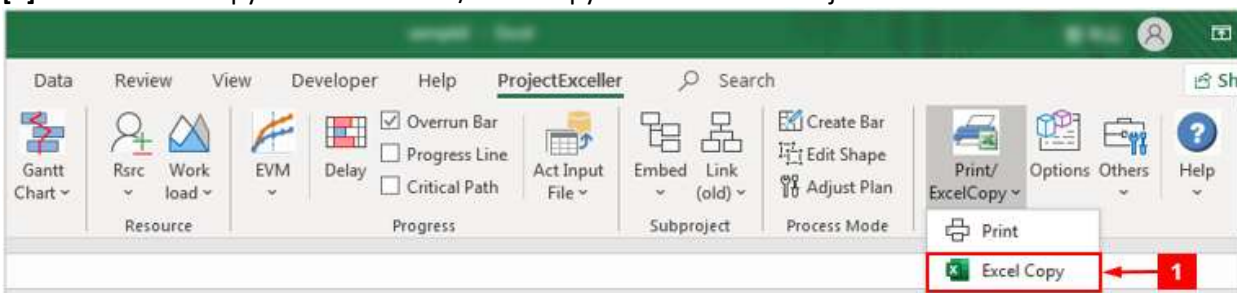 Data Review View Developer Help ProjectExceller Search Sh
Gantt Chart Rsrc Work load EVM Delay Overrun Bar Progress Line Critical Path Act Input File Embed Link (old) Create Bar Edit Shape Adjust Plan Print/ ExcelCopy Options Others Help
Resource Progress Subproject Process Mode
Print
Excel Copy 1